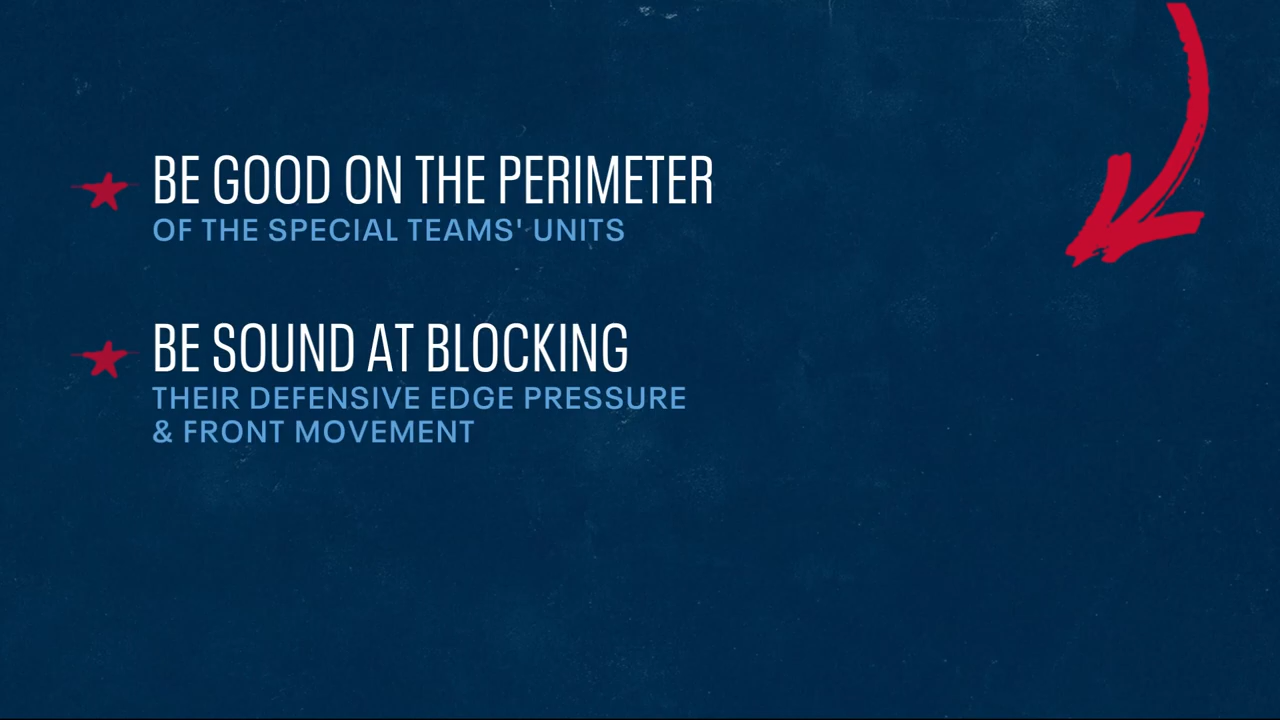 BE GOOD ON THE PERIMETER
OF THE SPECIAL TEAMS' UNITS
BE SOUND AT BLOCKING
THEIR DEFENSIVE EDGE PRESSURE
& FRONT MOVEMENT